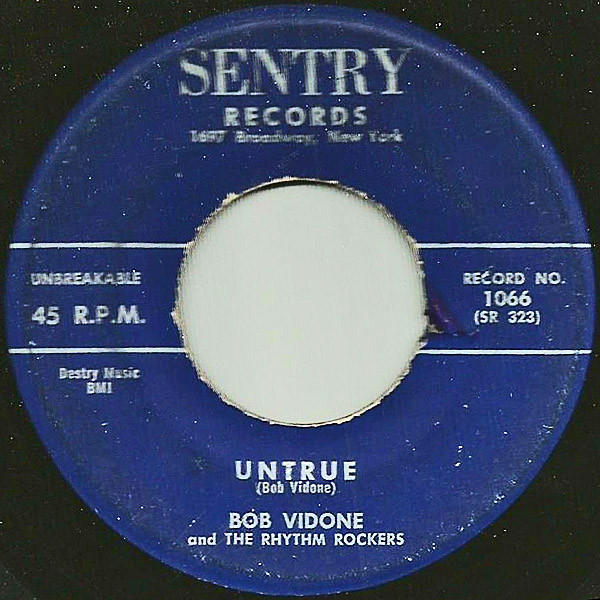 SENTRY
RECORDS
1697 Broadway, New York
UNBREAKABLE
45 R.P.M.
Destry Music
BMI
RECORD NO.
1066
(SR 323)
UNTRUE
(Bob Vidone)
BOB VIDONE
and THE RHYTHM ROCKERS